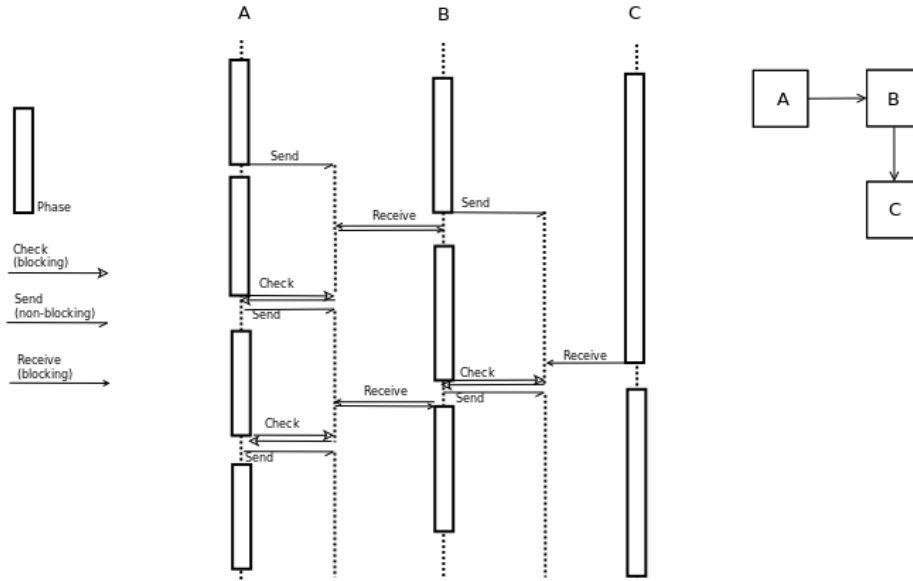 A
B
C
A
B
C
Send
Send
Receive
Phase
Check
(blocking)
Check
Send
(non-blocking)
Send
Receive
Receive
(blocking)
Check
Receive
Send
Check
Send